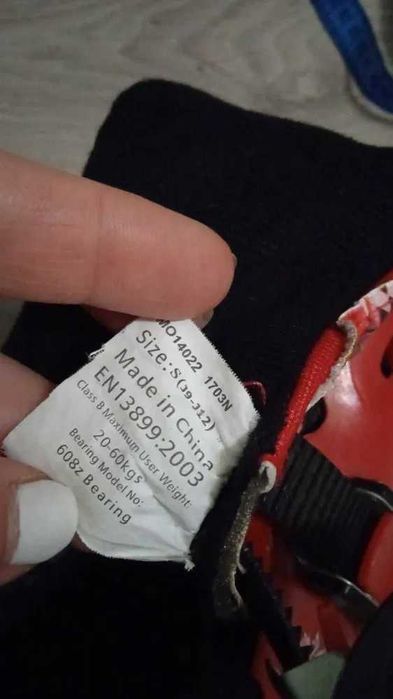 MO14022 1703N
Size: S (19-J12)
Made in China
EN13899:2003
Class B Maximum User Weight:
20-60kgs
Bearing Model No:
608z Bearing